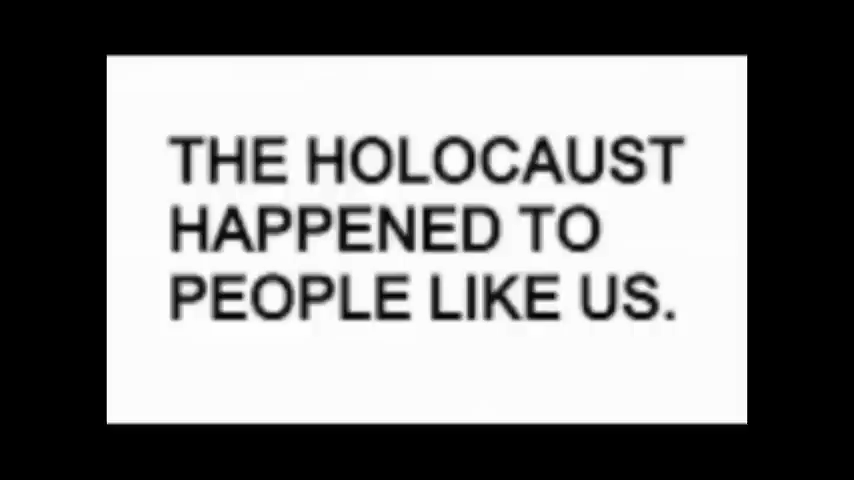 THE HOLOCAUST
HAPPENED TO
PEOPLE LIKE US.